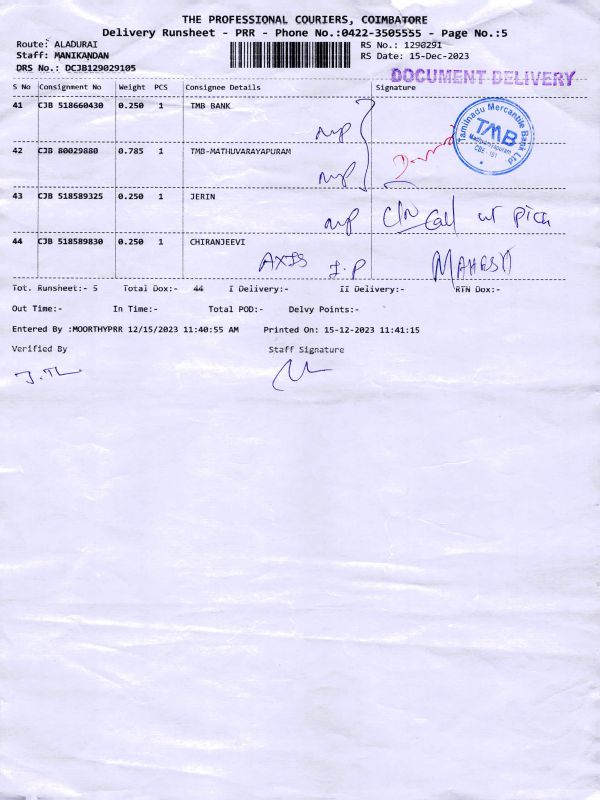 THE PROFESSIONAL COURIERS, COIMBATORE
Delivery Runsheet - PRR - Phone No.:0422-3505555 - Page No.:5
Route: ALADURAI RS No.: 1290291
Staff: MANIKANDAN RS Date: 15-Dec-2023
DRS No.: DCJB129029105
DOCUMENT DELIVERY
S No Consignment No Weight PCS Consignee Details Signature
41 CJB 518660430 0.250 1 TMB BANK
Tamilnadu Mercantile Bank Ltd
TMB
42 CJB 80029880 0.785 1 TMB-MATHUVARAYAPURAM
43 CJB 518589325 0.250 1 JERIN
44 CJB 518589830 0.250 1 CHIRANJEEVI
AXIS I.P MAHESH
Tot. Runsheet:- 5 Total Dox:- 44 I Delivery:- II Delivery:- RTN Dox:-
Out Time:- In Time:- Total POD:- Delvy Points:-
Entered By :MOORTHYPRR 12/15/2023 11:40:55 AM Printed On: 15-12-2023 11:41:15
Verified By Staff Signature